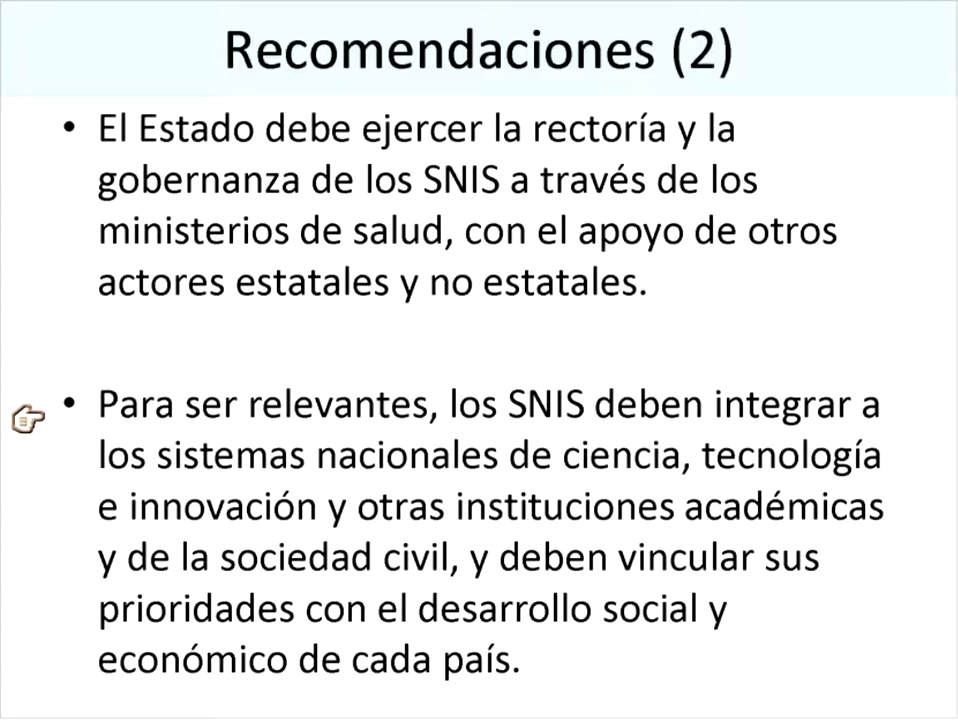 Recomendaciones (2)
• El Estado debe ejercer la rectoría y la
gobernanza de los SNIS a través de los
ministerios de salud, con el apoyo de otros
actores estatales y no estatales.
• Para ser relevantes, los SNIS deben integrar a
los sistemas nacionales de ciencia, tecnología
e innovación y otras instituciones académicas
y de la sociedad civil, y deben vincular sus
prioridades con el desarrollo social y
económico de cada país.